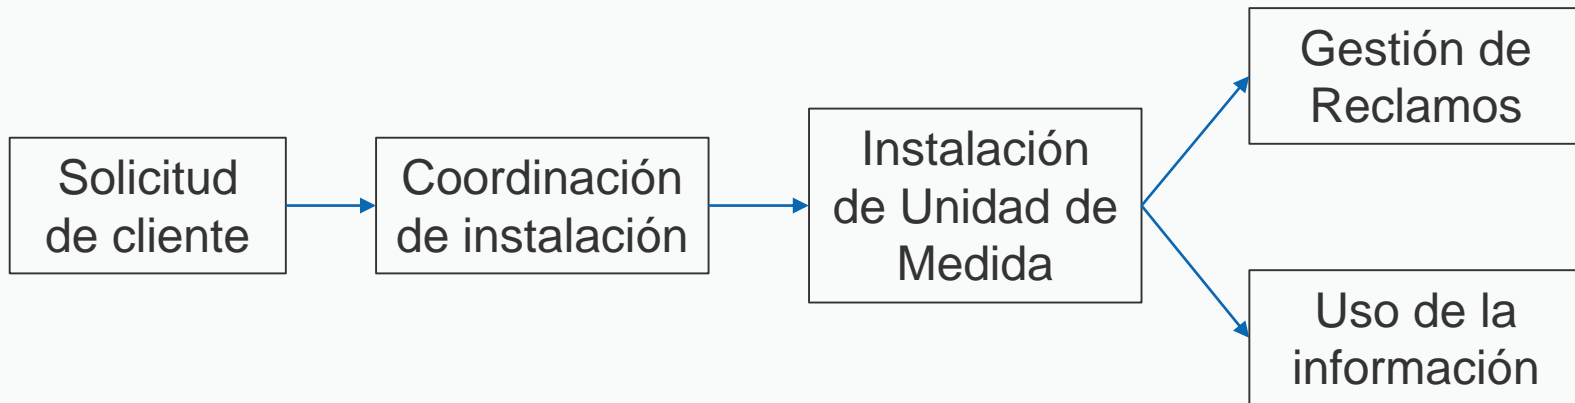 Solicitud
de cliente
Coordinación
de instalación
Instalación
de Unidad de
Medida
Gestión de
Reclamos
Uso de la
información